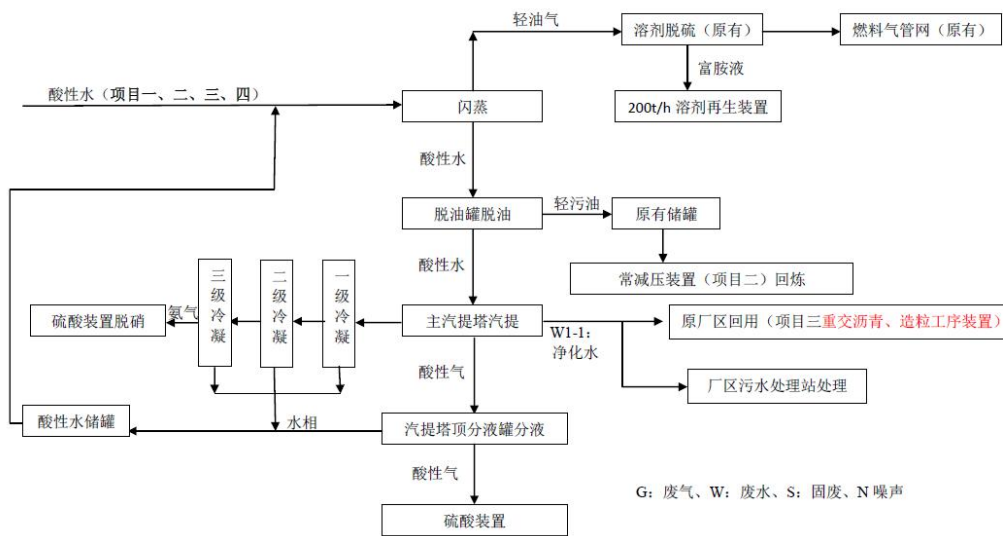 轻油气
溶剂脱硫（原有）
燃料气管网（原有）
富胺液
酸性水（项目一、二、三、四）
闪蒸
200t/h 溶剂再生装置
酸性水
轻污油
脱油罐脱油
原有储罐
酸性水
常减压装置（项目二）回炼
三级冷凝
二级冷凝
一级冷凝
硫酸装置脱硝
氨气
主汽提塔汽提
W1-1：
净化水
原厂区回用（项目三重交沥青、造粒工序装置）
酸性气
厂区污水处理站处理
酸性水储罐
水相
汽提塔顶分液罐分液
酸性气
G：废气、W：废水、S：固废、N 噪声
硫酸装置